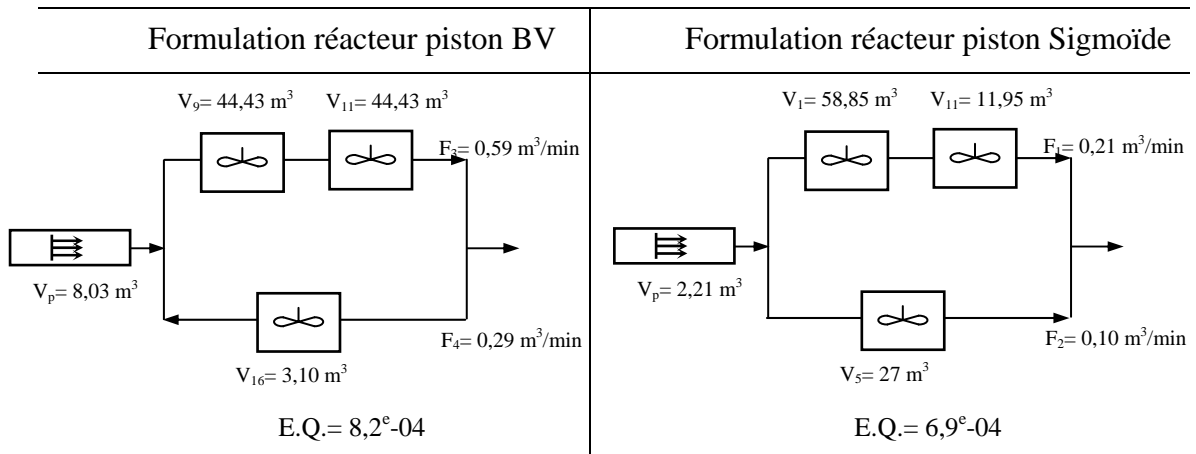 Formulation réacteur piston BV
V₉= 44,43 m³ V₁₁= 44,43 m³
F₃= 0,59 m³/min
Vₚ= 8,03 m³
F₄= 0,29 m³/min
V₁₆= 3,10 m³
E.Q.= 8,2ᵉ-04
Formulation réacteur piston Sigmoïde
V₁= 58,85 m³ V₁₁= 11,95 m³
F₁= 0,21 m³/min
Vₚ= 2,21 m³
F₂= 0,10 m³/min
V₅= 27 m³
E.Q.= 6,9ᵉ-04